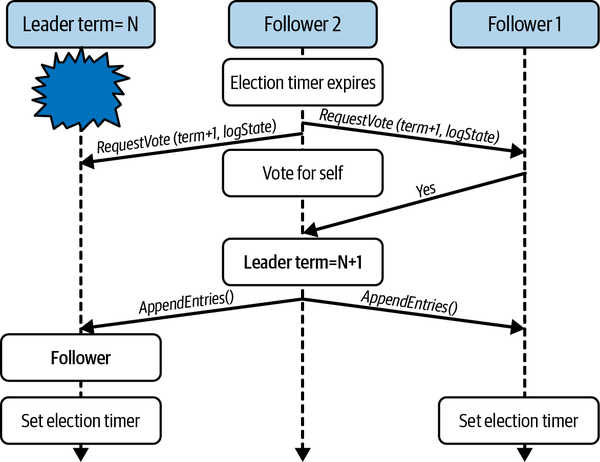 Leader term= N
Follower 2
Follower 1
Election timer expires
RequestVote (term+1, logState)
RequestVote (term+1, logState)
Vote for self
Yes
Leader term=N+1
AppendEntries()
AppendEntries()
Follower
Set election timer
Set election timer